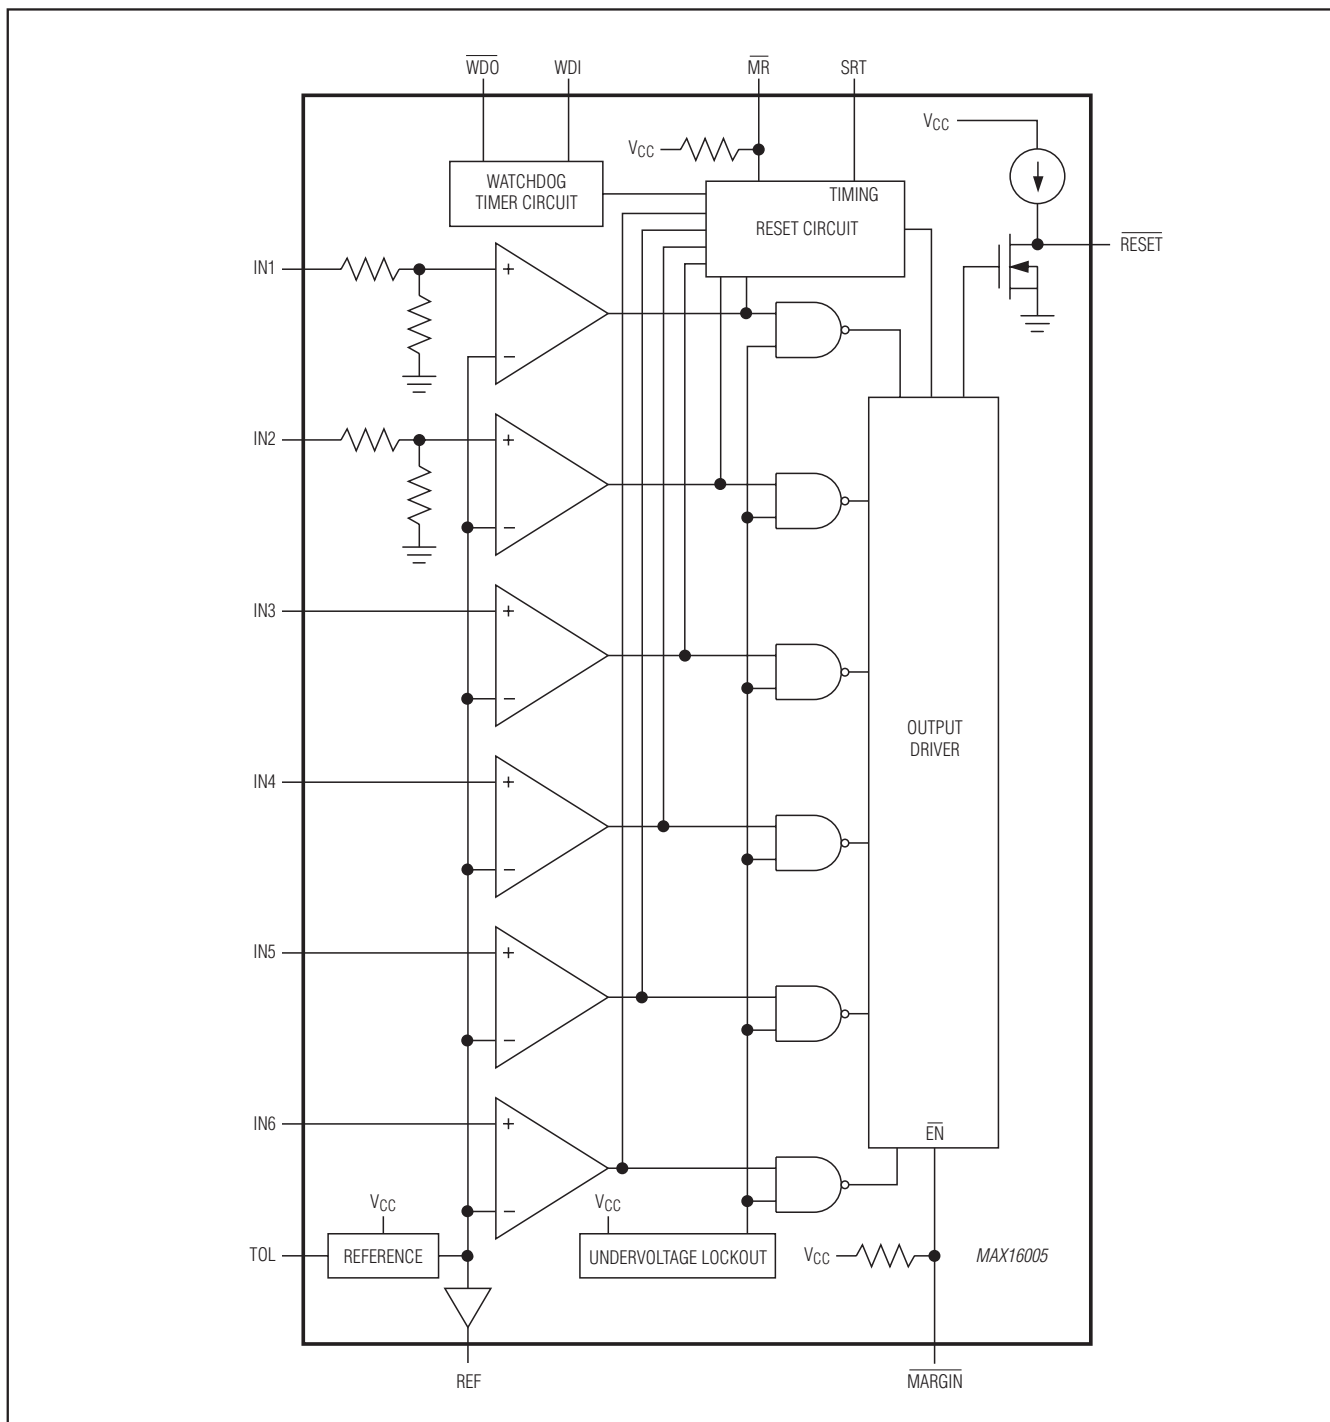 WDO WDI MR SRT
VCC
VCC
WATCHDOG
TIMER CIRCUIT
TIMING
RESET CIRCUIT
RESET
IN1
+
−
IN2
+
−
IN3
+
−
OUTPUT
DRIVER
IN4
+
−
IN5
+
−
IN6
+
−
EN
VCC
VCC
TOL
REFERENCE
UNDERVOLTAGE LOCKOUT
VCC
MAX16005
REF
MARGIN